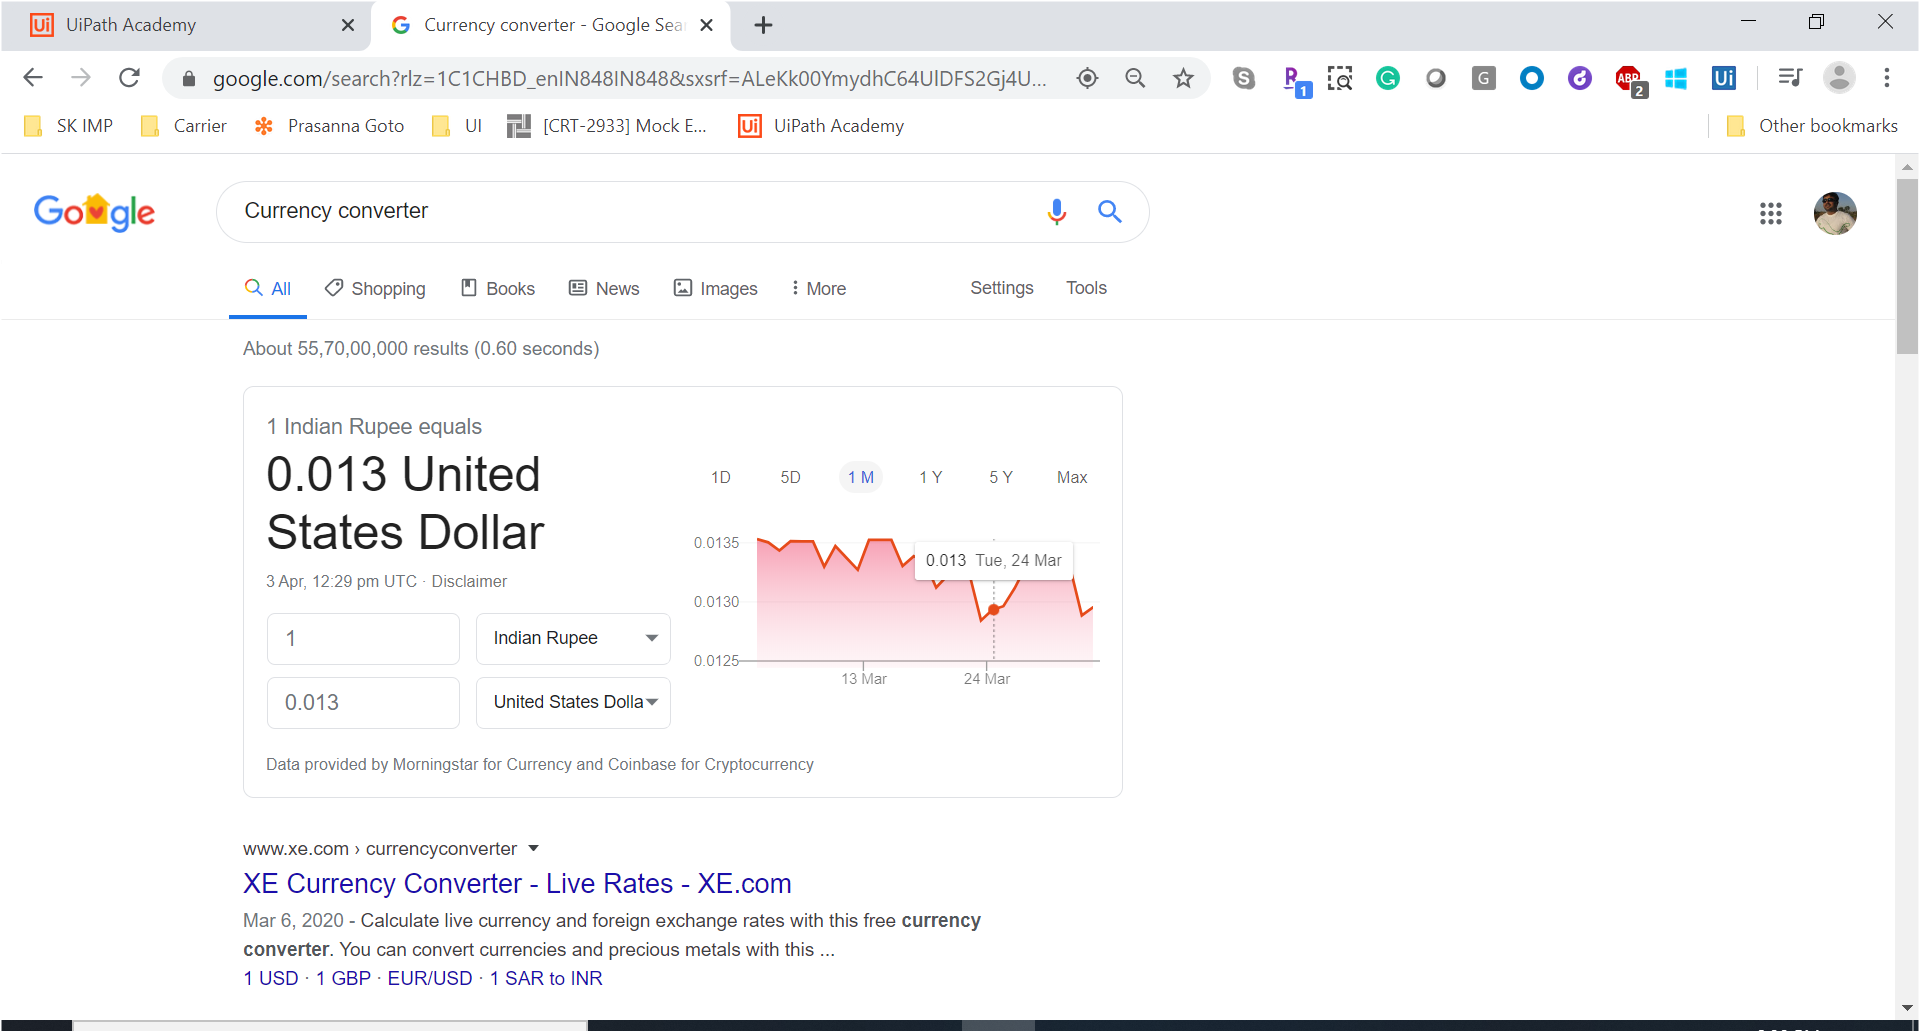 UiPath Academy
Currency converter - Google Sea
google.com/search?rlz=1C1CHBD_enIN848IN848&sxsrf=ALeKk00YmydhC64UlDFS2Gj4U...
1
G
ABP
2
Ui
SK IMP
Carrier
Prasanna Goto
UI
[CRT-2933] Mock E...
Ui
UiPath Academy
Other bookmarks
Google
Currency converter
All
Shopping
Books
News
Images
More
Settings
Tools
About 55,70,00,000 results (0.60 seconds)
1 Indian Rupee equals
0.013 United
States Dollar
3 Apr, 12:29 pm UTC · Disclaimer
1
Indian Rupee
0.013
United States Dolla
1D
5D
1 M
1 Y
5 Y
Max
0.0135
0.013 Tue, 24 Mar
0.0130
0.0125
13 Mar
24 Mar
Data provided by Morningstar for Currency and Coinbase for Cryptocurrency
www.xe.com › currencyconverter
XE Currency Converter - Live Rates - XE.com
Mar 6, 2020 - Calculate live currency and foreign exchange rates with this free currency
converter. You can convert currencies and precious metals with this ...
1 USD · 1 GBP · EUR/USD · 1 SAR to INR